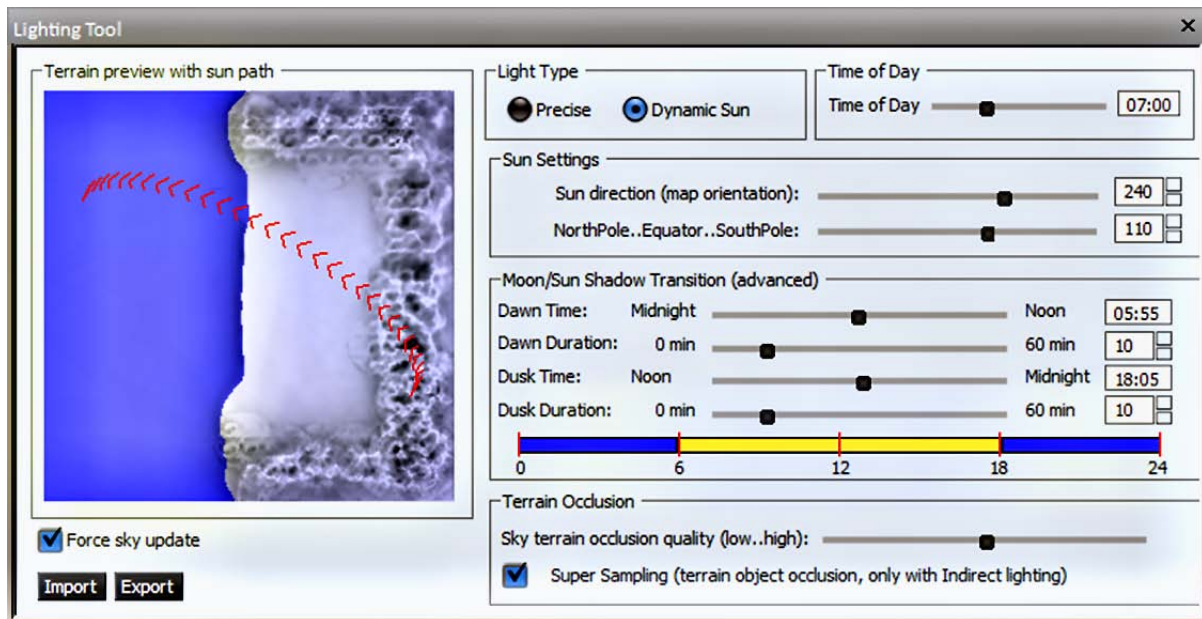 Lighting Tool
Terrain preview with sun path
Force sky update
Import Export
Light Type
Precise Dynamic Sun
Time of Day
Time of Day 07:00
Sun Settings
Sun direction (map orientation): 240
NorthPole..Equator..SouthPole: 110
Moon/Sun Shadow Transition (advanced)
Dawn Time: Midnight Noon 05:55
Dawn Duration: 0 min 60 min 10
Dusk Time: Noon Midnight 18:05
Dusk Duration: 0 min 60 min 10
0 6 12 18 24
Terrain Occlusion
Sky terrain occlusion quality (low..high):
Super Sampling (terrain object occlusion, only with Indirect lighting)